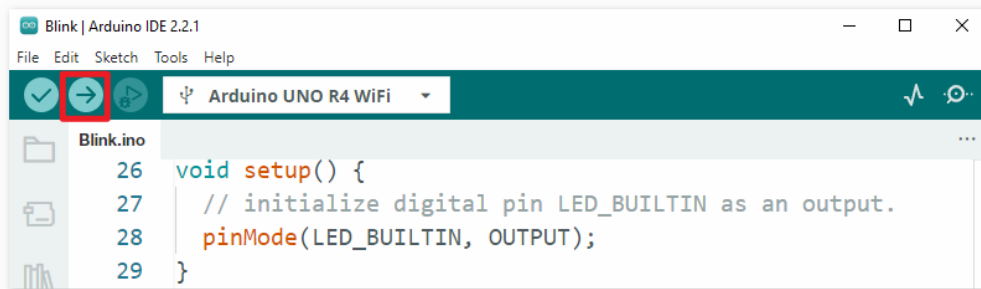 Blink | Arduino IDE 2.2.1
File Edit Sketch Tools Help
Arduino UNO R4 WiFi
Blink.ino
26 void setup() {
27 // initialize digital pin LED_BUILTIN as an output.
28 pinMode(LED_BUILTIN, OUTPUT);
29 }